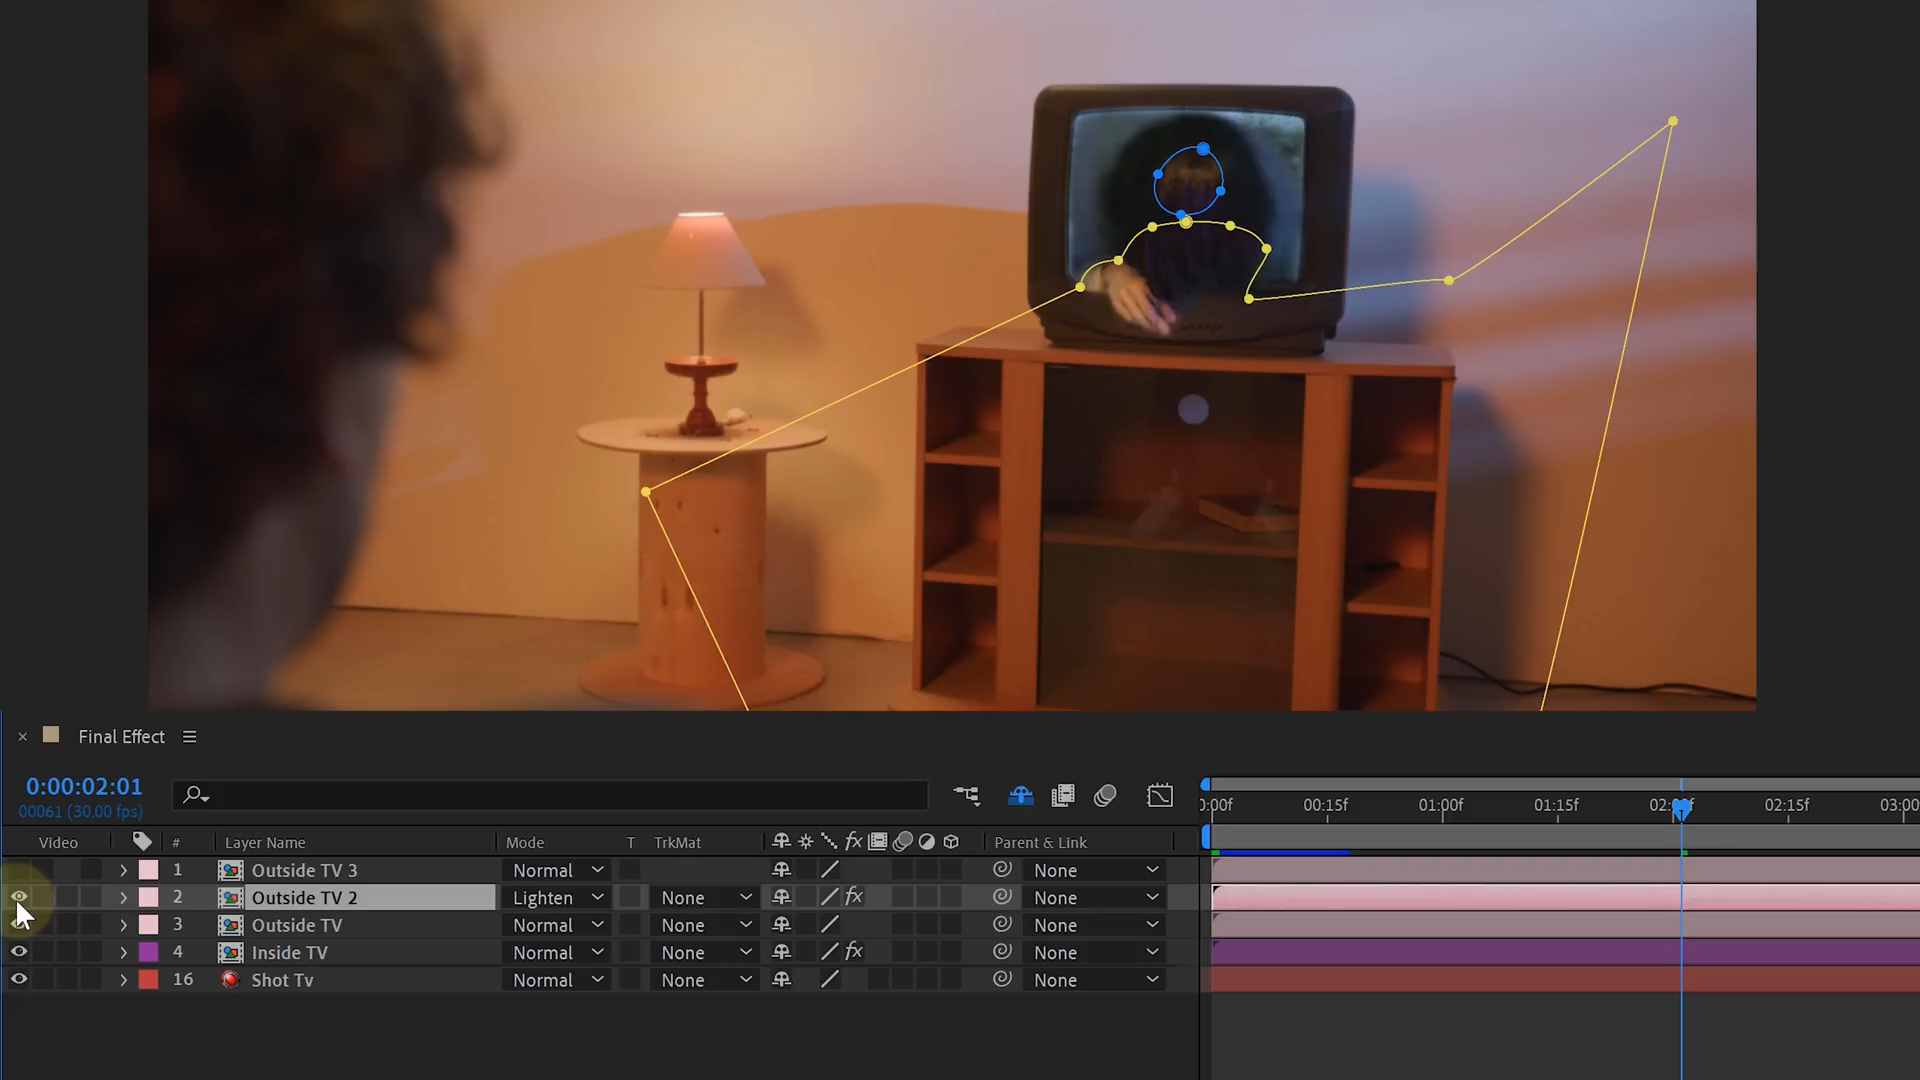 Final Effect
0:00:02:01
00061 (30.00 fps)
:00f 00:15f 01:00f 01:15f 02:15f 03:00
Video # Layer Name Mode T TrkMat fx Parent & Link
1 Outside TV 3 Normal None
2 Outside TV 2 Lighten None fx None
3 Outside TV Normal None None
4 Inside TV Normal None fx None
16 Shot Tv Normal None None